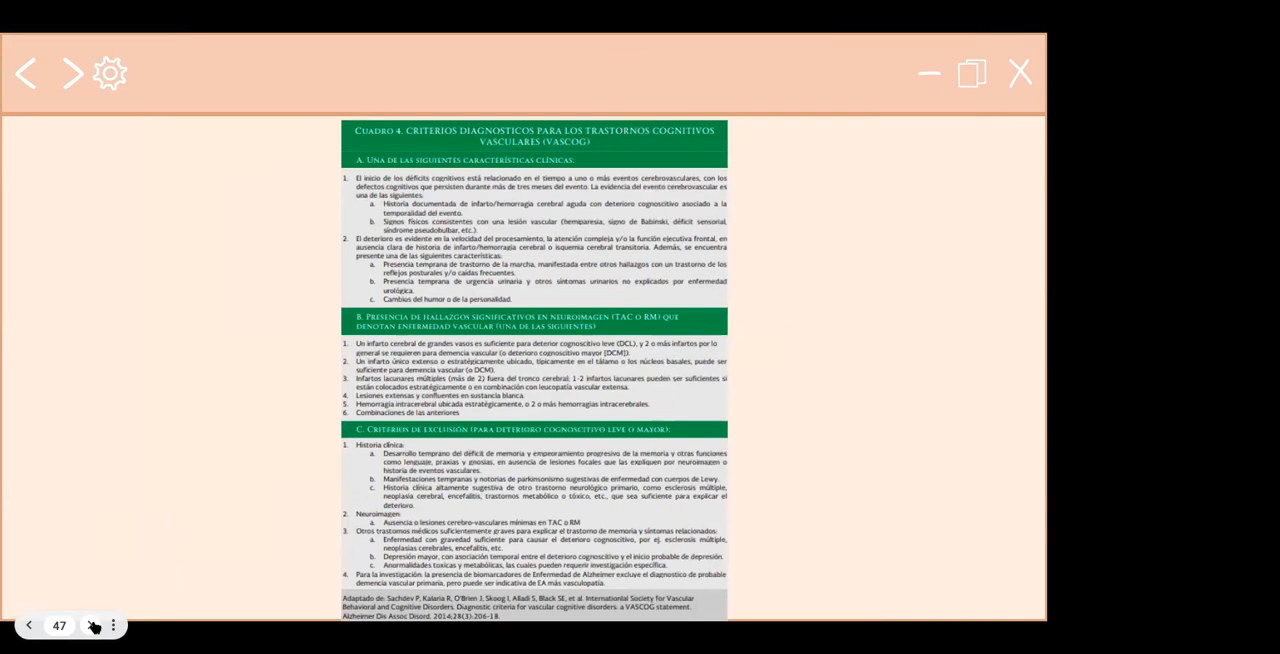 CUADRO 4. CRITERIOS DIAGNOSTICOS PARA LOS TRASTORNOS COGNITIVOS
VASCULARES (VASCOG)
A. UNA DE LAS SIGUIENTES CARACTERÍSTICAS CLÍNICAS:
1. El inicio de los déficits cognitivos está relacionado en el tiempo a uno o más eventos cerebrovasculares, con los
defectos cognitivos que persisten durante más de tres meses del evento. La evidencia del evento cerebrovascular es
una de las siguientes:
a. Historia documentada de infarto/hemorragia cerebral aguda con deterioro cognoscitivo asociado a la
temporalidad del evento.
b. Signos físicos consistentes con una lesión vascular (hemiparesia, signo de Babinski, déficit sensorial,
síndrome pseudobulbar, etc.).
2. El deterioro es evidente en la velocidad del procesamiento, la atención compleja y/o la función ejecutiva frontal, en
ausencia clara de historia de infarto/hemorragia cerebral o isquemia cerebral transitoria. Además, se encuentra
presente una de las siguientes características:
a. Presencia temprana de trastorno de la marcha, manifestada entre otros hallazgos con un trastorno de los
reflejos posturales y/o caídas frecuentes.
b. Presencia temprana de urgencia urinaria y otros síntomas urinarios no explicados por enfermedad
urológica.
c. Cambios del humor o de la personalidad.
B. PRESENCIA DE HALLAZGOS SIGNIFICATIVOS EN NEUROIMAGEN (TAC O RM) QUE
DENOTAN ENFERMEDAD VASCULAR (UNA DE LAS SIGUIENTES)
1. Un infarto cerebral de grandes vasos es suficiente para deterior cognoscitivo leve (DCL), y 2 o más infartos por lo
general se requieren para demencia vascular (o deterioro cognoscitivo mayor [DCM]).
2. Un infarto único extenso o estratégicamente ubicado, típicamente en el tálamo o los núcleos basales, puede ser
suficiente para demencia vascular (o DCM).
3. Infartos lacunares múltiples (más de 2) fuera del tronco cerebral; 1-2 infartos lacunares pueden ser suficientes si
están colocados estratégicamente o en combinación con leucopatía vascular extensa.
4. Lesiones extensas y confluentes en sustancia blanca.
5. Hemorragia intracerebral ubicada estratégicamente, o 2 o más hemorragias intracerebrales.
6. Combinaciones de las anteriores
C. CRITERIOS DE EXCLUSIÓN (PARA DETERIORO COGNOSCITIVO LEVE O MAYOR):
1. Historia clínica:
a. Desarrollo temprano del déficit de memoria y empeoramiento progresivo de la memoria y otras funciones
como lenguaje, praxias y gnosias, en ausencia de lesiones focales que las expliquen por neuroimagen o
historia de eventos vasculares.
b. Manifestaciones tempranas y notorias de parkinsonismo sugestivas de enfermedad con cuerpos de Lewy.
c. Historia clínica altamente sugestiva de otro trastorno neurológico primario, como esclerosis múltiple,
neoplasia cerebral, encefalitis, trastornos metabólico o tóxico, etc., que sea suficiente para explicar el
deterioro.
2. Neuroimagen:
a. Ausencia o lesiones cerebro-vasculares mínimas en TAC o RM
3. Otros trastornos médicos suficientemente graves para explicar el trastorno de memoria y síntomas relacionados:
a. Enfermedad con gravedad suficiente para causar el deterioro cognoscitivo, por ej. esclerosis múltiple,
neoplasias cerebrales, encefalitis, etc.
b. Depresión mayor, con asociación temporal entre el deterioro cognoscitivo y el inicio probable de depresión.
c. Anormalidades toxicas y metabólicas, las cuales pueden requerir investigación específica.
4. Para la investigación: la presencia de biomarcadores de Enfermedad de Alzheimer excluye el diagnostico de probable
demencia vascular primaria, pero puede ser indicativa de EA más vasculopatía.
Adaptado de: Sachdev P, Kalaria R, O'Brien J, Skoog I, Alladi S, Black SE, et al. International Society for Vascular
Behavioral and Cognitive Disorders. Diagnostic criteria for vascular cognitive disorders: a VASCOG statement.
Alzheimer Dis Assoc Disord. 2014;28(3):206-18.
47